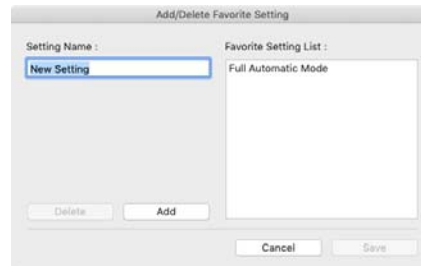 Add/Delete Favorite Setting
Setting Name :
New Setting
Favorite Setting List :
Full Automatic Mode
Delete
Add
Cancel
Save